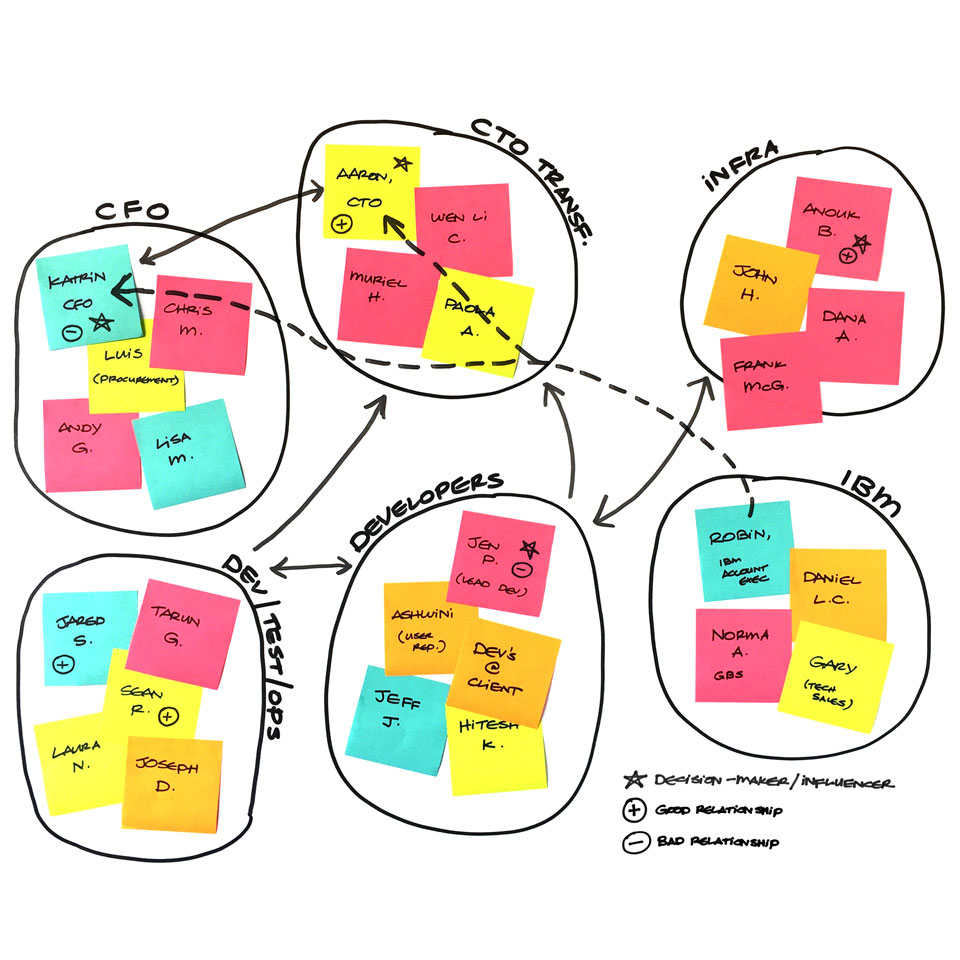 CFO
KATRIN
CFO
CHRIS
M.
LUIS
(PROCUREMENT)
ANDY
G.
LISA
M.
CTO TRANSF.
AARON,
CTO
WEN LI
C.
MURIEL
H.
PAOLA
A.
INFRA
ANOUK
B.
JOHN
H.
DANA
A.
FRANK
McG.
DEV/TEST/OPS
JARED
S.
TARUN
G.
SEAN
R.
LAURA
N.
JOSEPH
D.
DEVELOPERS
JEN
P.
(LEAD DEV)
ASHWINI
(USER
REP.)
DEV'S
@
CLIENT
JEFF
J.
HITESH
K.
IBM
ROBIN,
IBM
ACCOUNT
EXEC
DANIEL
L.C.
NORMA
A.
GBS
GARY
(TECH
SALES)
DECISION-MAKER/INFLUENCER
GOOD RELATIONSHIP
BAD RELATIONSHIP